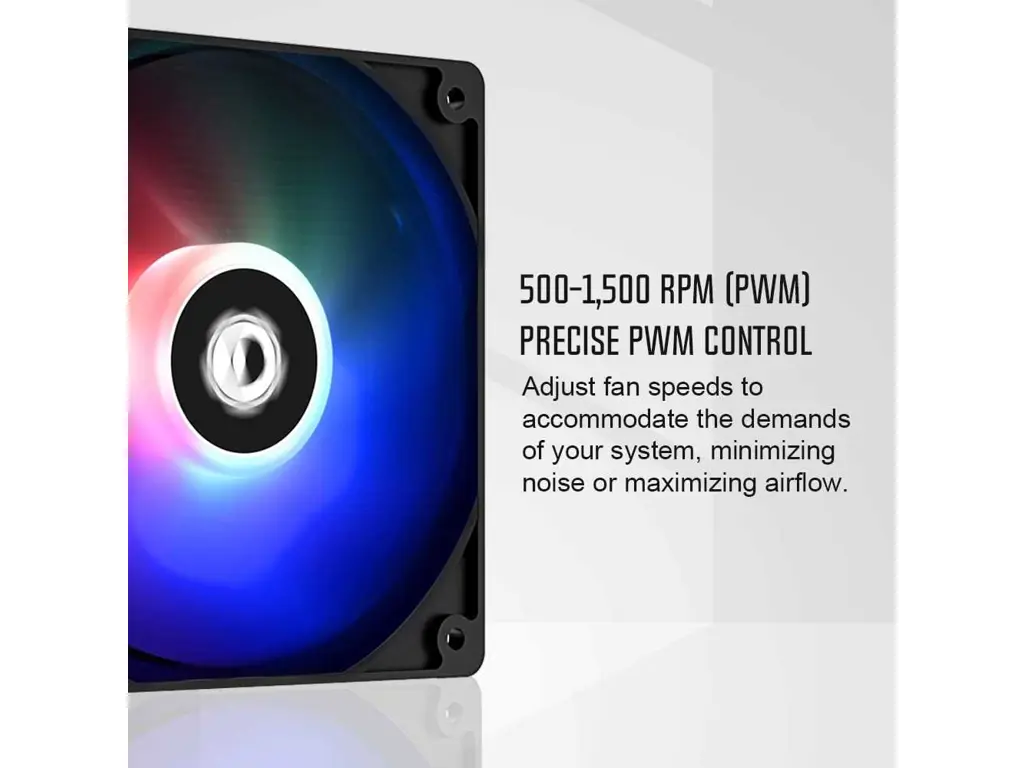 500-1,500 RPM (PWM)
PRECISE PWM CONTROL
Adjust fan speeds to
accommodate the demands
of your system, minimizing
noise or maximizing airflow.